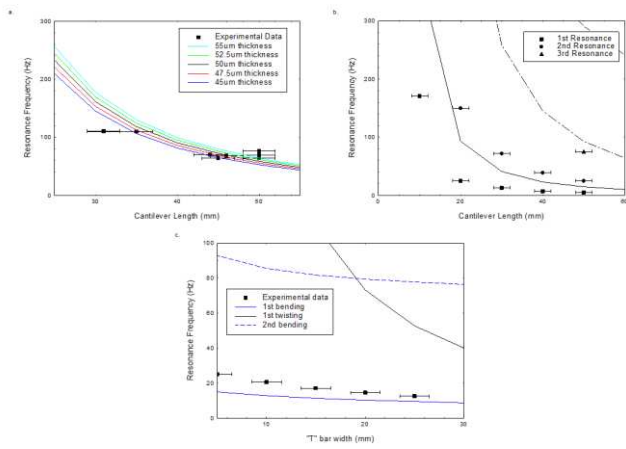 a.
300
200
100
0
30
40
50
Resonance Frequency (Hz)
Cantilever Length (mm)
Experimental Data
55um thickness
52.5um thickness
50um thickness
47.5um thickness
45um thickness
b.
300
200
100
0
0
20
40
60
Resonance Frequency (Hz)
Cantilever Length (mm)
1st Resonance
2nd Ressnance
3rd Resonance
c.
100
80
60
40
20
0
10
20
30
Resonance Frequency (Hz)
"T" bar width (mm)
Experimental data
1st bending
1st twisting
2nd bending